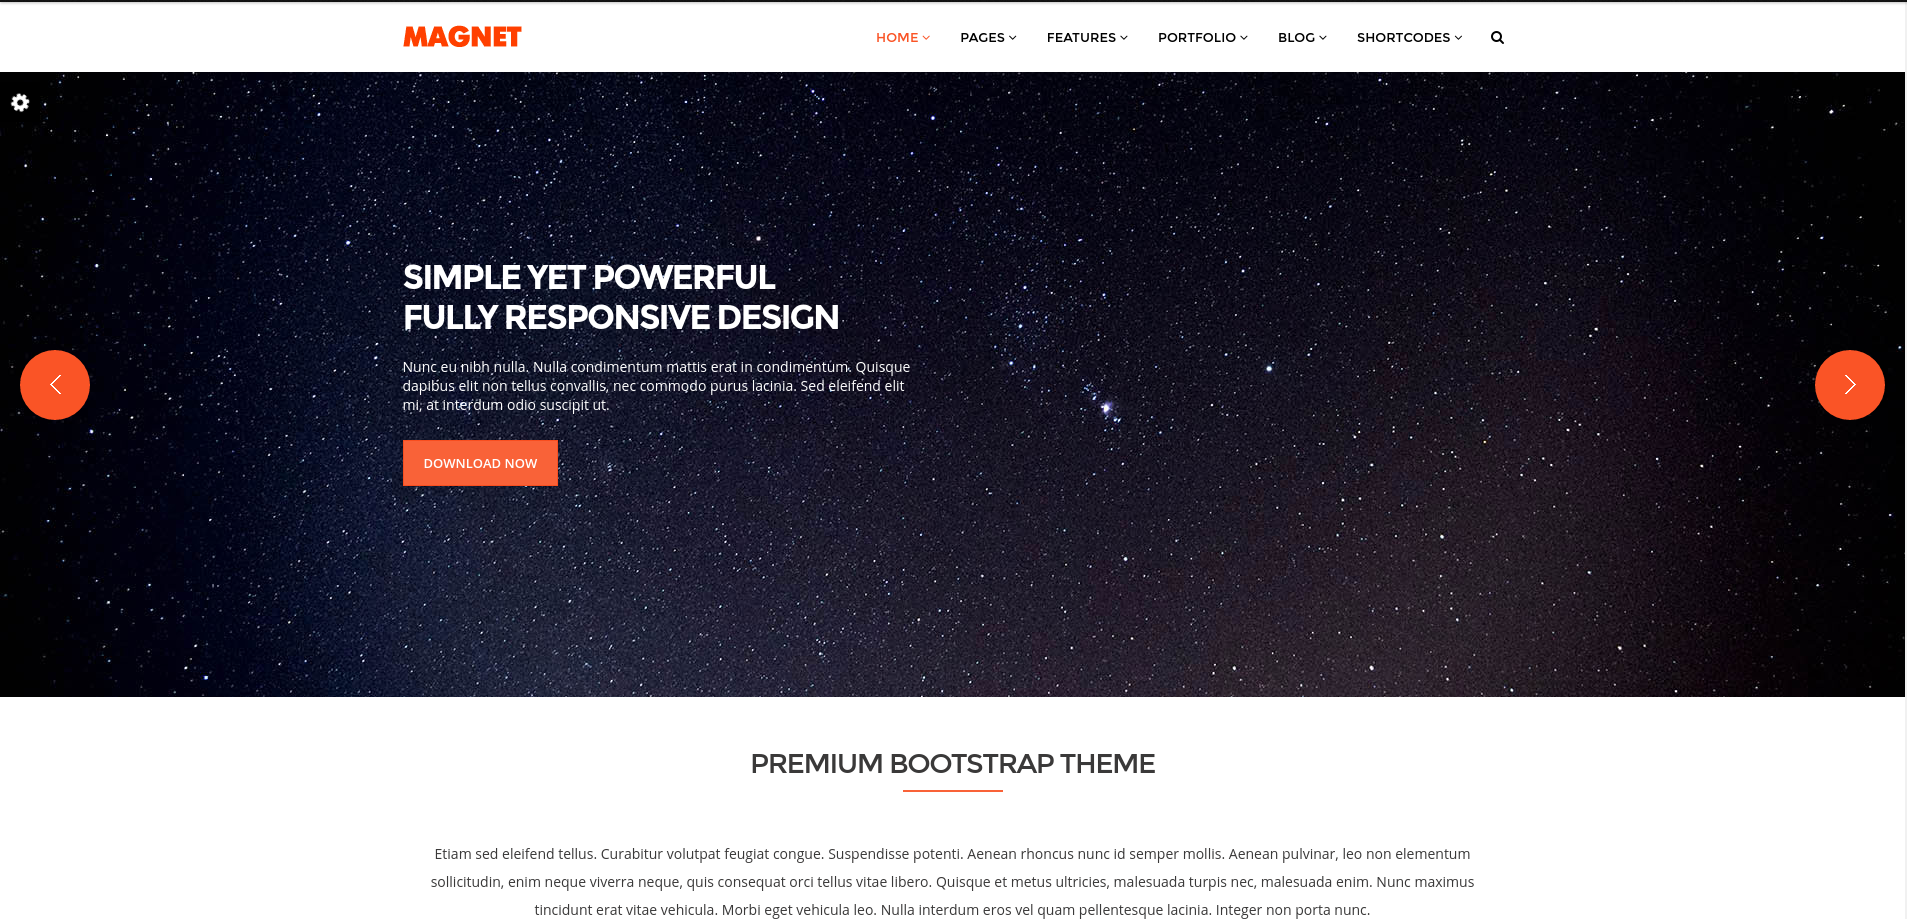 MAGNET
HOME PAGES FEATURES PORTFOLIO BLOG SHORTCODES
SIMPLE YET POWERFUL
FULLY RESPONSIVE DESIGN
Nunc eu nibh nulla. Nulla condimentum mattis erat in condimentum. Quisque
dapibus elit non tellus convallis, nec commodo purus lacinia. Sed eleifend elit
mi, at interdum odio suscipit ut.
DOWNLOAD NOW
PREMIUM BOOTSTRAP THEME
Etiam sed eleifend tellus. Curabitur volutpat feugiat congue. Suspendisse potenti. Aenean rhoncus nunc id semper mollis. Aenean pulvinar, leo non elementum
sollicitudin, enim neque viverra neque, quis consequat orci tellus vitae libero. Quisque et metus ultricies, malesuada turpis nec, malesuada enim. Nunc maximus
tincidunt erat vitae vehicula. Morbi eget vehicula leo. Nulla interdum eros vel quam pellentesque lacinia. Integer non porta nunc.